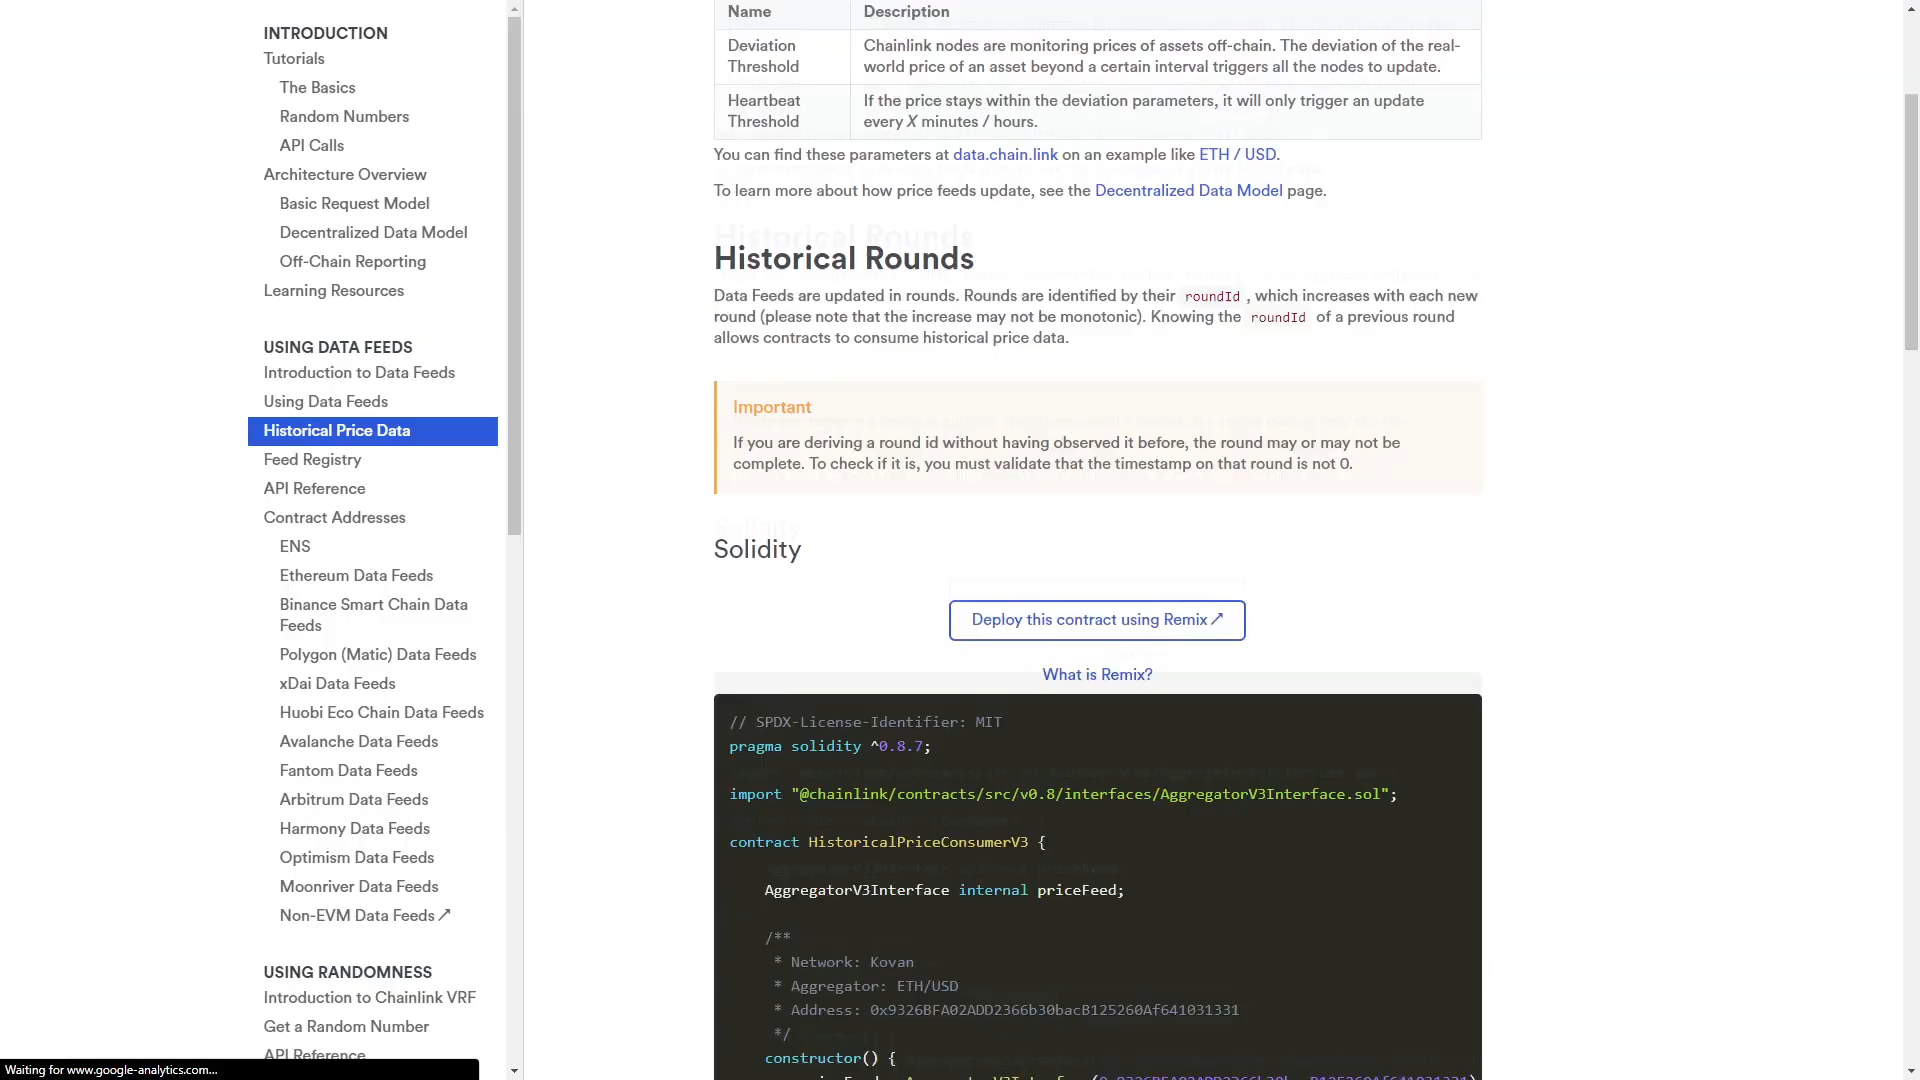 INTRODUCTION
Tutorials
The Basics
Random Numbers
API Calls
Architecture Overview
Basic Request Model
Decentralized Data Model
Off-Chain Reporting
Learning Resources
USING DATA FEEDS
Introduction to Data Feeds
Using Data Feeds
Historical Price Data
Feed Registry
API Reference
Contract Addresses
ENS
Ethereum Data Feeds
Binance Smart Chain Data
Feeds
Polygon (Matic) Data Feeds
xDai Data Feeds
Huobi Eco Chain Data Feeds
Avalanche Data Feeds
Fantom Data Feeds
Arbitrum Data Feeds
Harmony Data Feeds
Optimism Data Feeds
Moonriver Data Feeds
Non-EVM Data Feeds ↗
USING RANDOMNESS
Introduction to Chainlink VRF
Get a Random Number
API Reference
Waiting for www.google-analytics.com...
Name Description
Deviation
Threshold
Chainlink nodes are monitoring prices of assets off-chain. The deviation of the real-
world price of an asset beyond a certain interval triggers all the nodes to update.
Heartbeat
Threshold
If the price stays within the deviation parameters, it will only trigger an update
every X minutes / hours.
You can find these parameters at data.chain.link on an example like ETH / USD.
To learn more about how price feeds update, see the Decentralized Data Model page.
Historical Rounds
Data Feeds are updated in rounds. Rounds are identified by their roundId , which increases with each new
round (please note that the increase may not be monotonic). Knowing the roundId of a previous round
allows contracts to consume historical price data.
Important
If you are deriving a round id without having observed it before, the round may or may not be
complete. To check if it is, you must validate that the timestamp on that round is not 0.
Solidity
Deploy this contract using Remix ↗
What is Remix?
// SPDX-License-Identifier: MIT
pragma solidity ^0.8.7;
import "@chainlink/contracts/src/v0.8/interfaces/AggregatorV3Interface.sol";
contract HistoricalPriceConsumerV3 {
AggregatorV3Interface internal priceFeed;
/**
* Network: Kovan
* Aggregator: ETH/USD
* Address: 0x9326BFA02ADD2366b30bacB125260Af641031331
*/
constructor() {